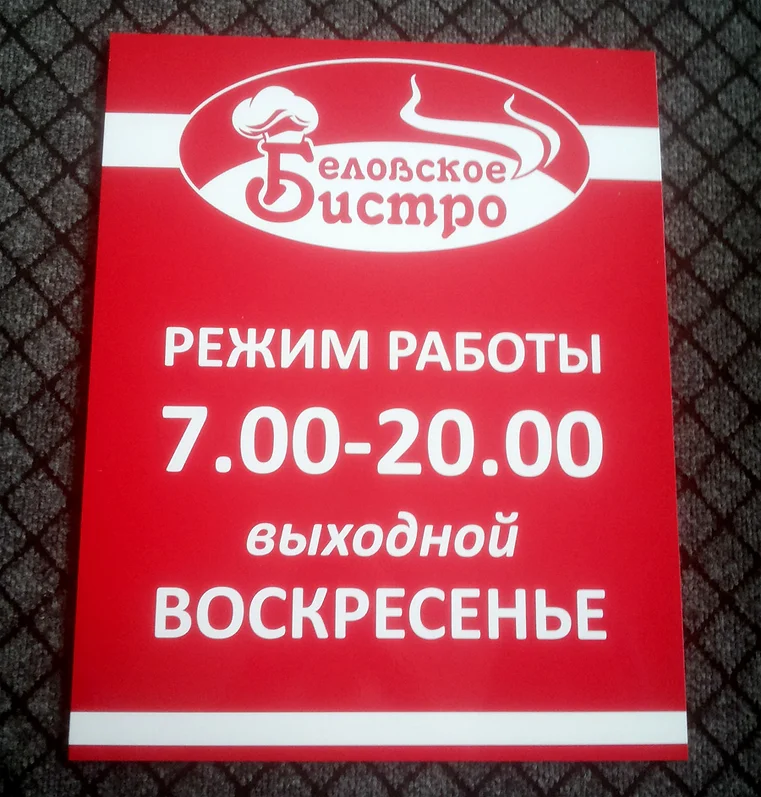 Беловское
Бистро
РЕЖИМ РАБОТЫ
7.00-20.00
выходной
ВОСКРЕСЕНЬЕ